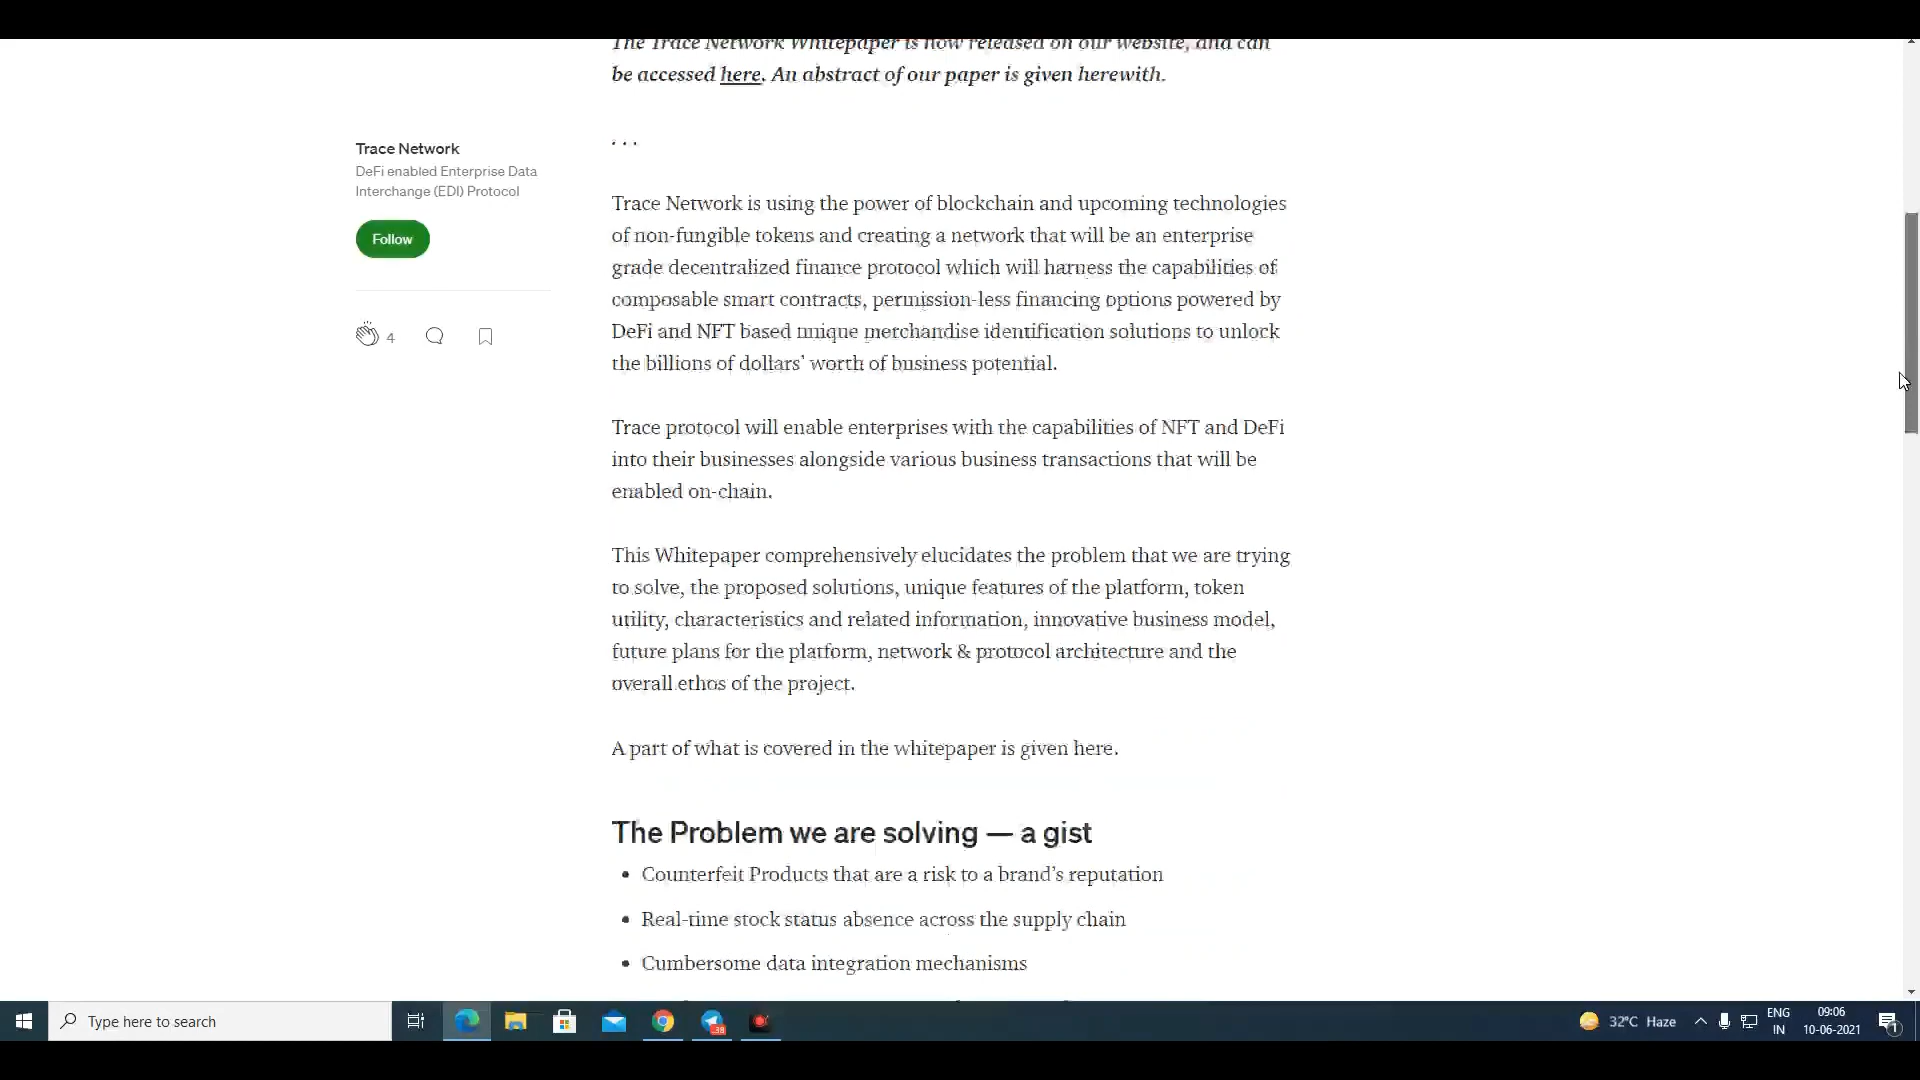 The Trace Network Whitepaper is now released on our website, and can
be accessed here. An abstract of our paper is given herewith.
...
Trace Network
DeFi enabled Enterprise Data
Interchange (EDI) Protocol
Follow
4
Trace Network is using the power of blockchain and upcoming technologies
of non-fungible tokens and creating a network that will be an enterprise
grade decentralized finance protocol which will harness the capabilities of
composable smart contracts, permission-less financing options powered by
DeFi and NFT based unique merchandise identification solutions to unlock
the billions of dollars’ worth of business potential.
Trace protocol will enable enterprises with the capabilities of NFT and DeFi
into their businesses alongside various business transactions that will be
enabled on-chain.
This Whitepaper comprehensively elucidates the problem that we are trying
to solve, the proposed solutions, unique features of the platform, token
utility, characteristics and related information, innovative business model,
future plans for the platform, network & protocol architecture and the
overall ethos of the project.
A part of what is covered in the whitepaper is given here.
The Problem we are solving — a gist
• Counterfeit Products that are a risk to a brand’s reputation
• Real-time stock status absence across the supply chain
• Cumbersome data integration mechanisms
Type here to search
38
32°C Haze
ENG
IN
09:06
10-06-2021
1